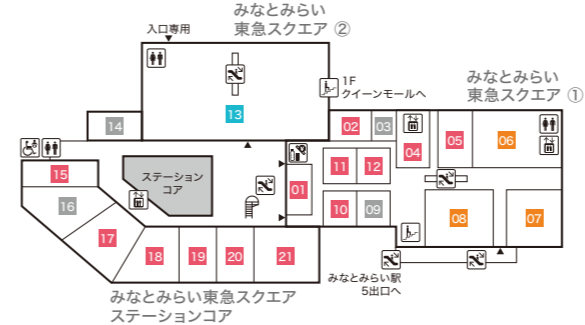 みなとみらい
東急スクエア ②
入口専用
1F
クイーンモールへ
みなとみらい
東急スクエア ①
13
14
02
03
04
05
06
15
ステーション
コア
01
11
12
16
10
09
08
07
17
18
19
20
21
みなとみらい駅
5出口へ
みなとみらい東急スクエア
ステーションコア